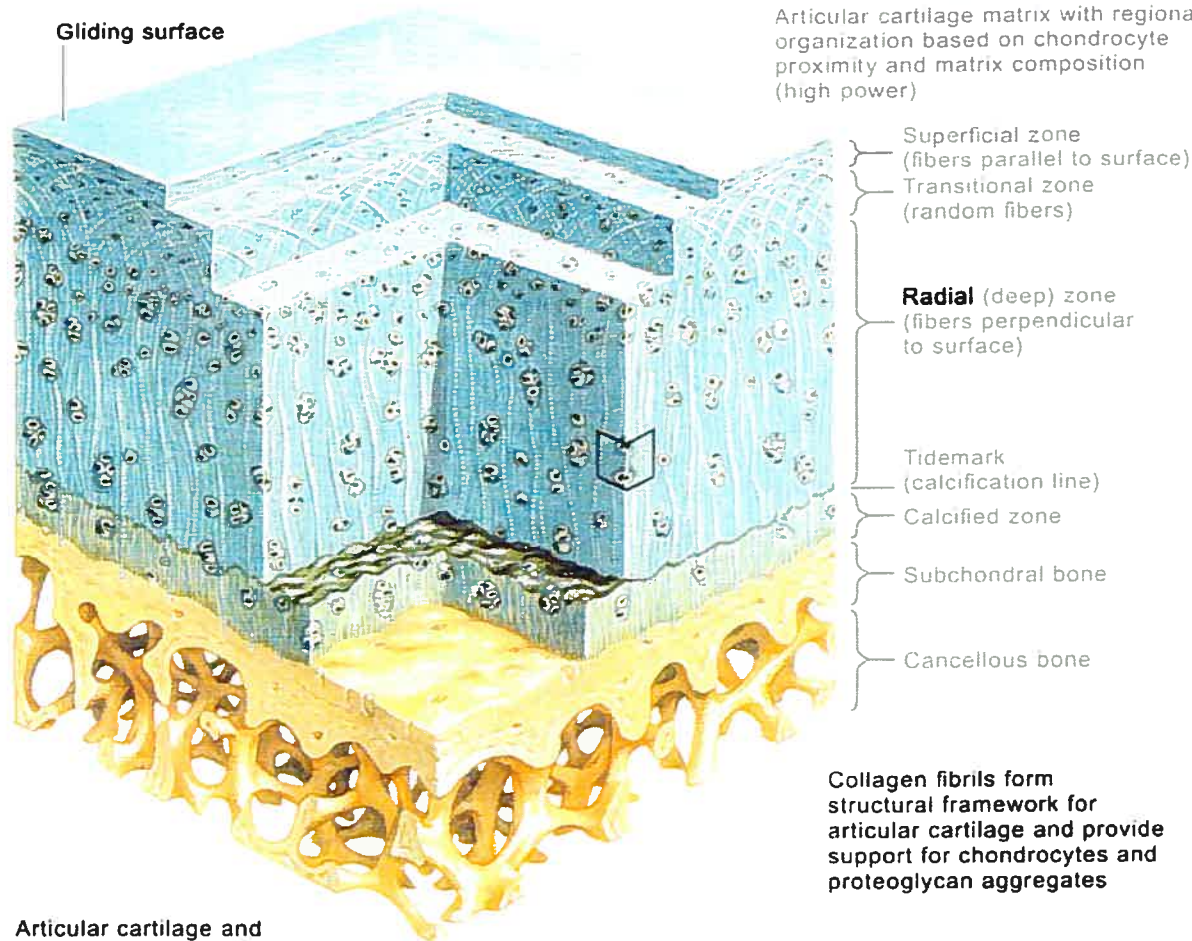 Gliding surface
Articular cartilage matrix with regiona
organization based on chondrocyte
proximity and matrix composition
(high power)
Superficial zone
(fibers parallel to surface)
Transitional zone
(random fibers)
Radial (deep) zone
(fibers perpendicular
to surface)
Tidemark
(calcification line)
Calcified zone
Subchondral bone
Cancellous bone
Collagen fibrils form
structural framework for
articular cartilage and provide
support for chondrocytes and
proteoglycan aggregates
Articular cartilage and